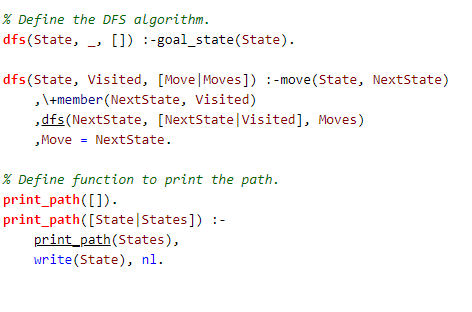 % Define the DFS algorithm.
dfs(State, _, []) :-goal_state(State).
dfs(State, Visited, [Move|Moves]) :-move(State, NextState)
,\+member(NextState, Visited)
,dfs(NextState, [NextState|Visited], Moves)
,Move = NextState.
% Define function to print the path.
print_path([]).
print_path([State|States]) :-
print_path(States),
write(State), nl.